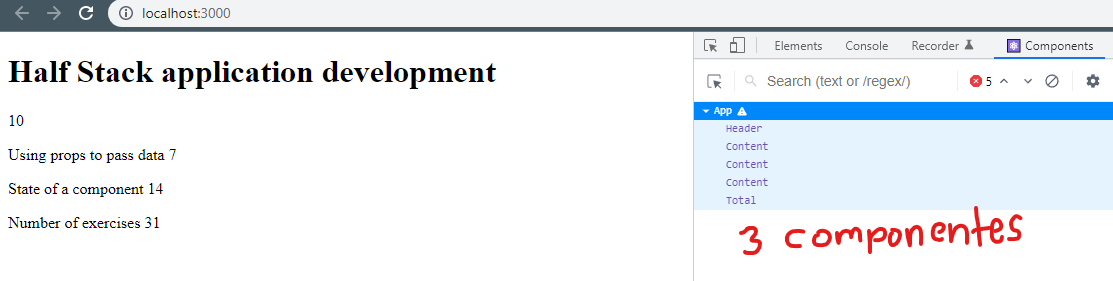 localhost:3000
Elements Console Recorder Components
Half Stack application development
Search (text or /regex/) 5
App
10
Header
Using props to pass data 7
Content
Content
State of a component 14
Content
Total
Number of exercises 31
3 componentes